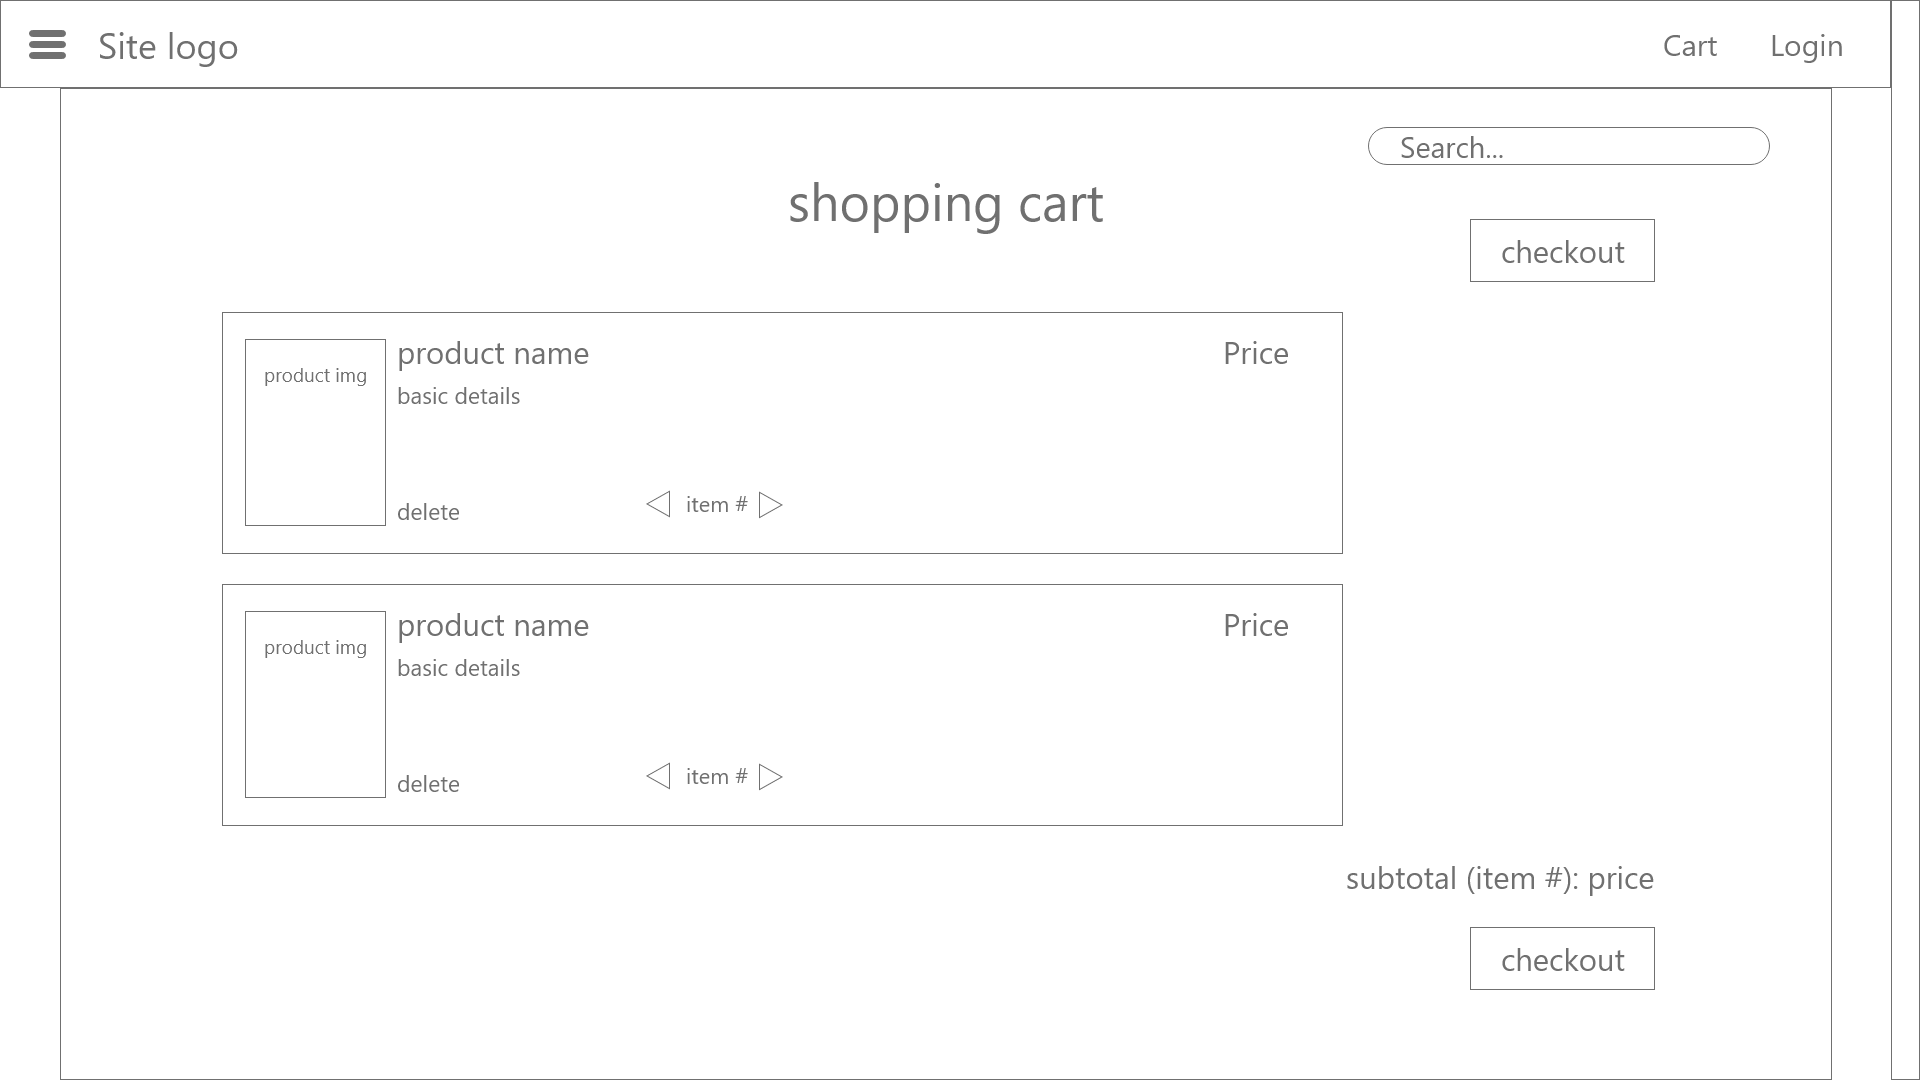 Site logo
Cart
Login
Search...
shopping cart
checkout
product img
product name
basic details
Price
delete
item #
product img
product name
basic details
Price
delete
item #
subtotal (item #): price
checkout